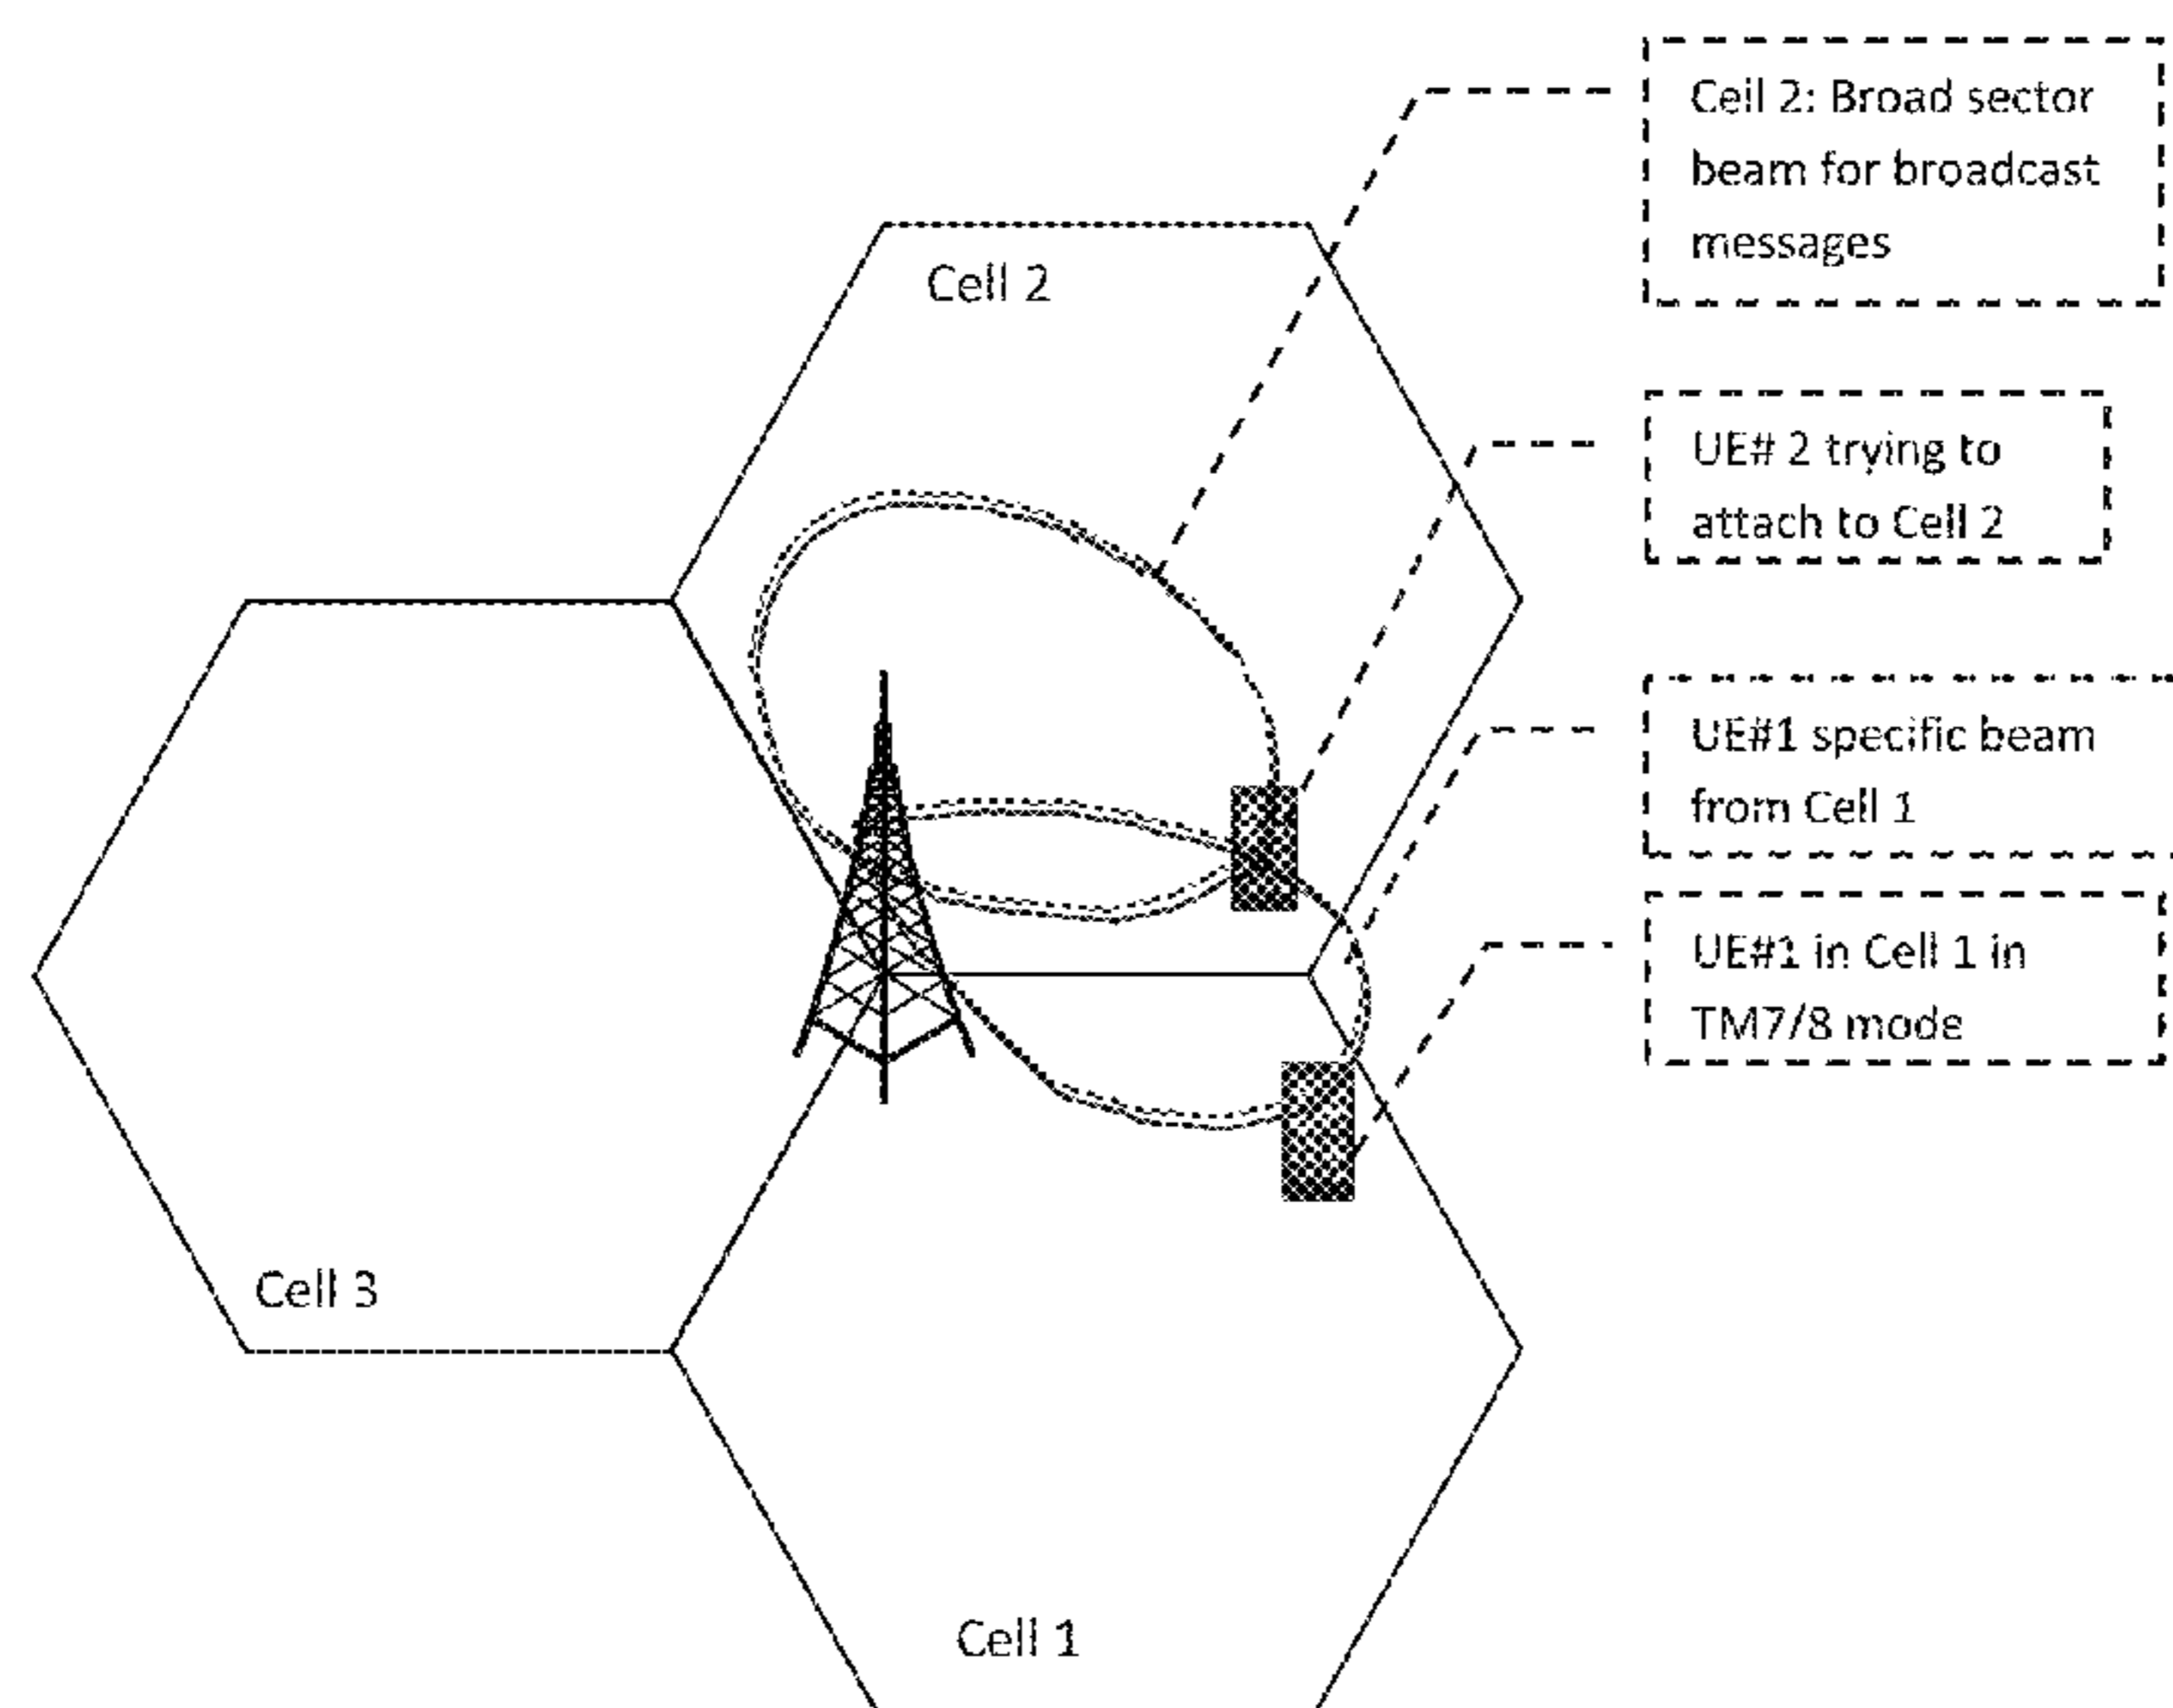 Cell 2: Broad sector
beam for broadcast
messages
Cell 2
UE# 2 trying to
attach to Cell 2
UE#1 specific beam
from Cell 1
UE#1 in Cell 1 in
TM7/8 mode
Cell 3
Cell 1